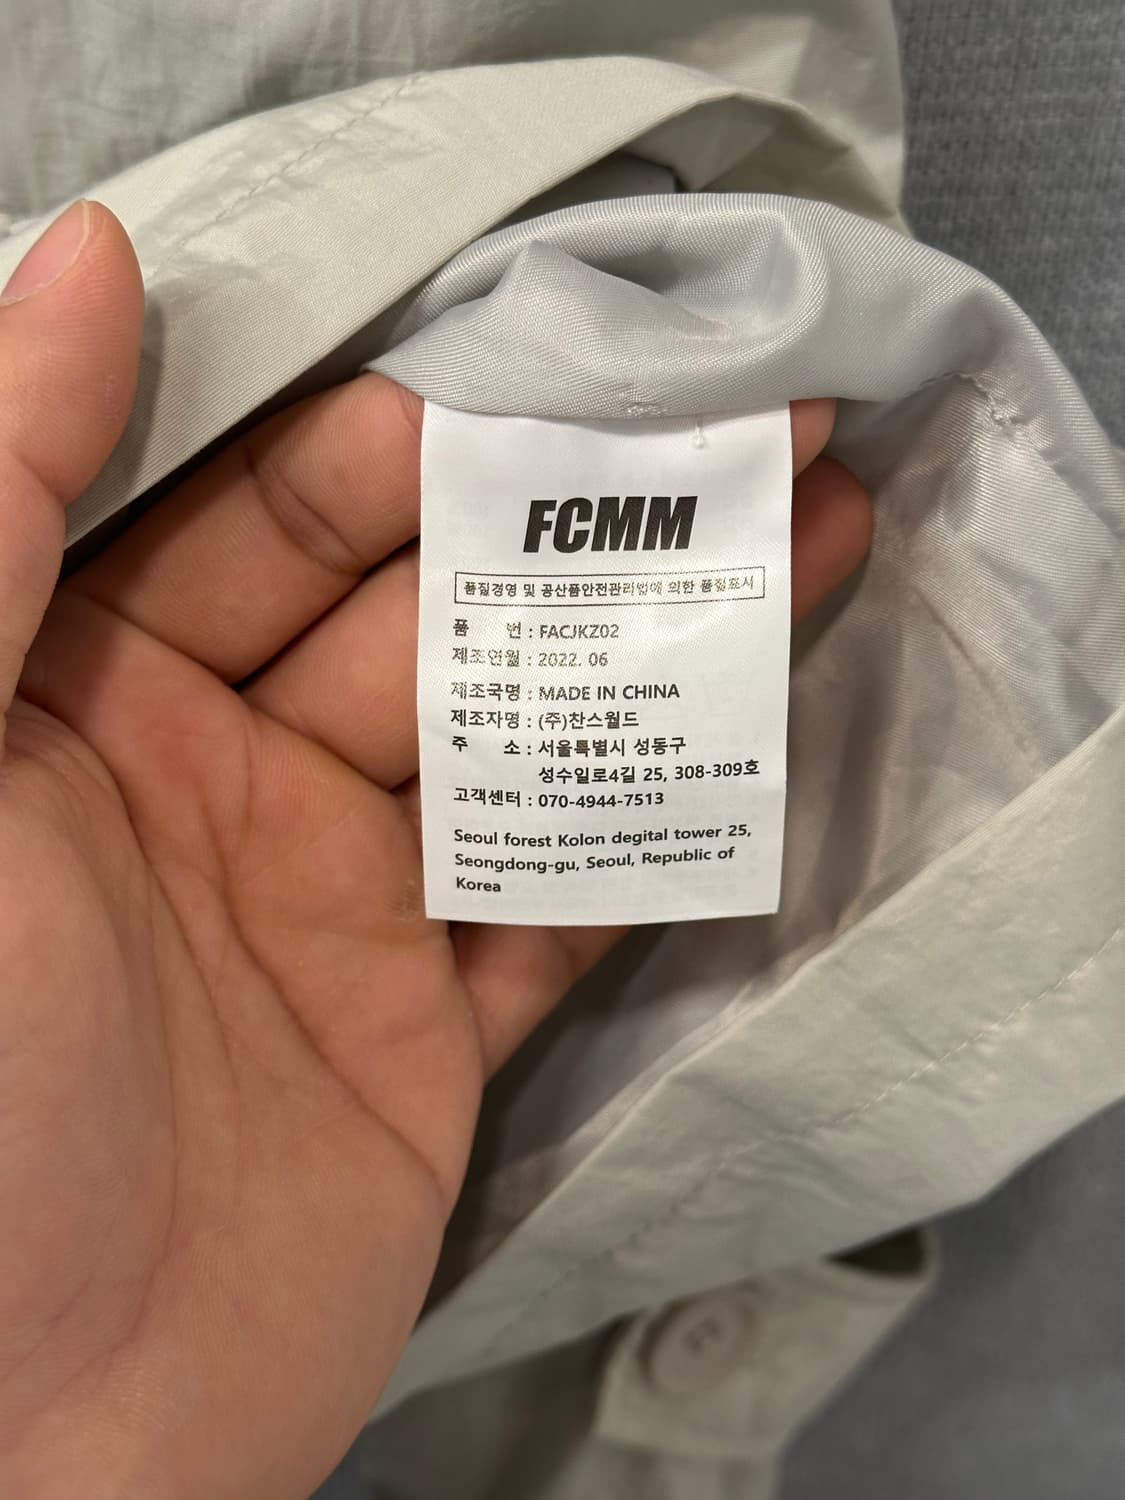 FCMM
품질경영 및 공산품안전관리법에 의한 품질표시
품 번 : FACJKZ02
제조연월 : 2022. 06
제조국명 : MADE IN CHINA
제조자명 : (주)찬스월드
주 소 : 서울특별시 성동구
성수일로4길 25, 308-309호
고객센터 : 070-4944-7513
Seoul forest Kolon degital tower 25,
Seongdong-gu, Seoul, Republic of
Korea